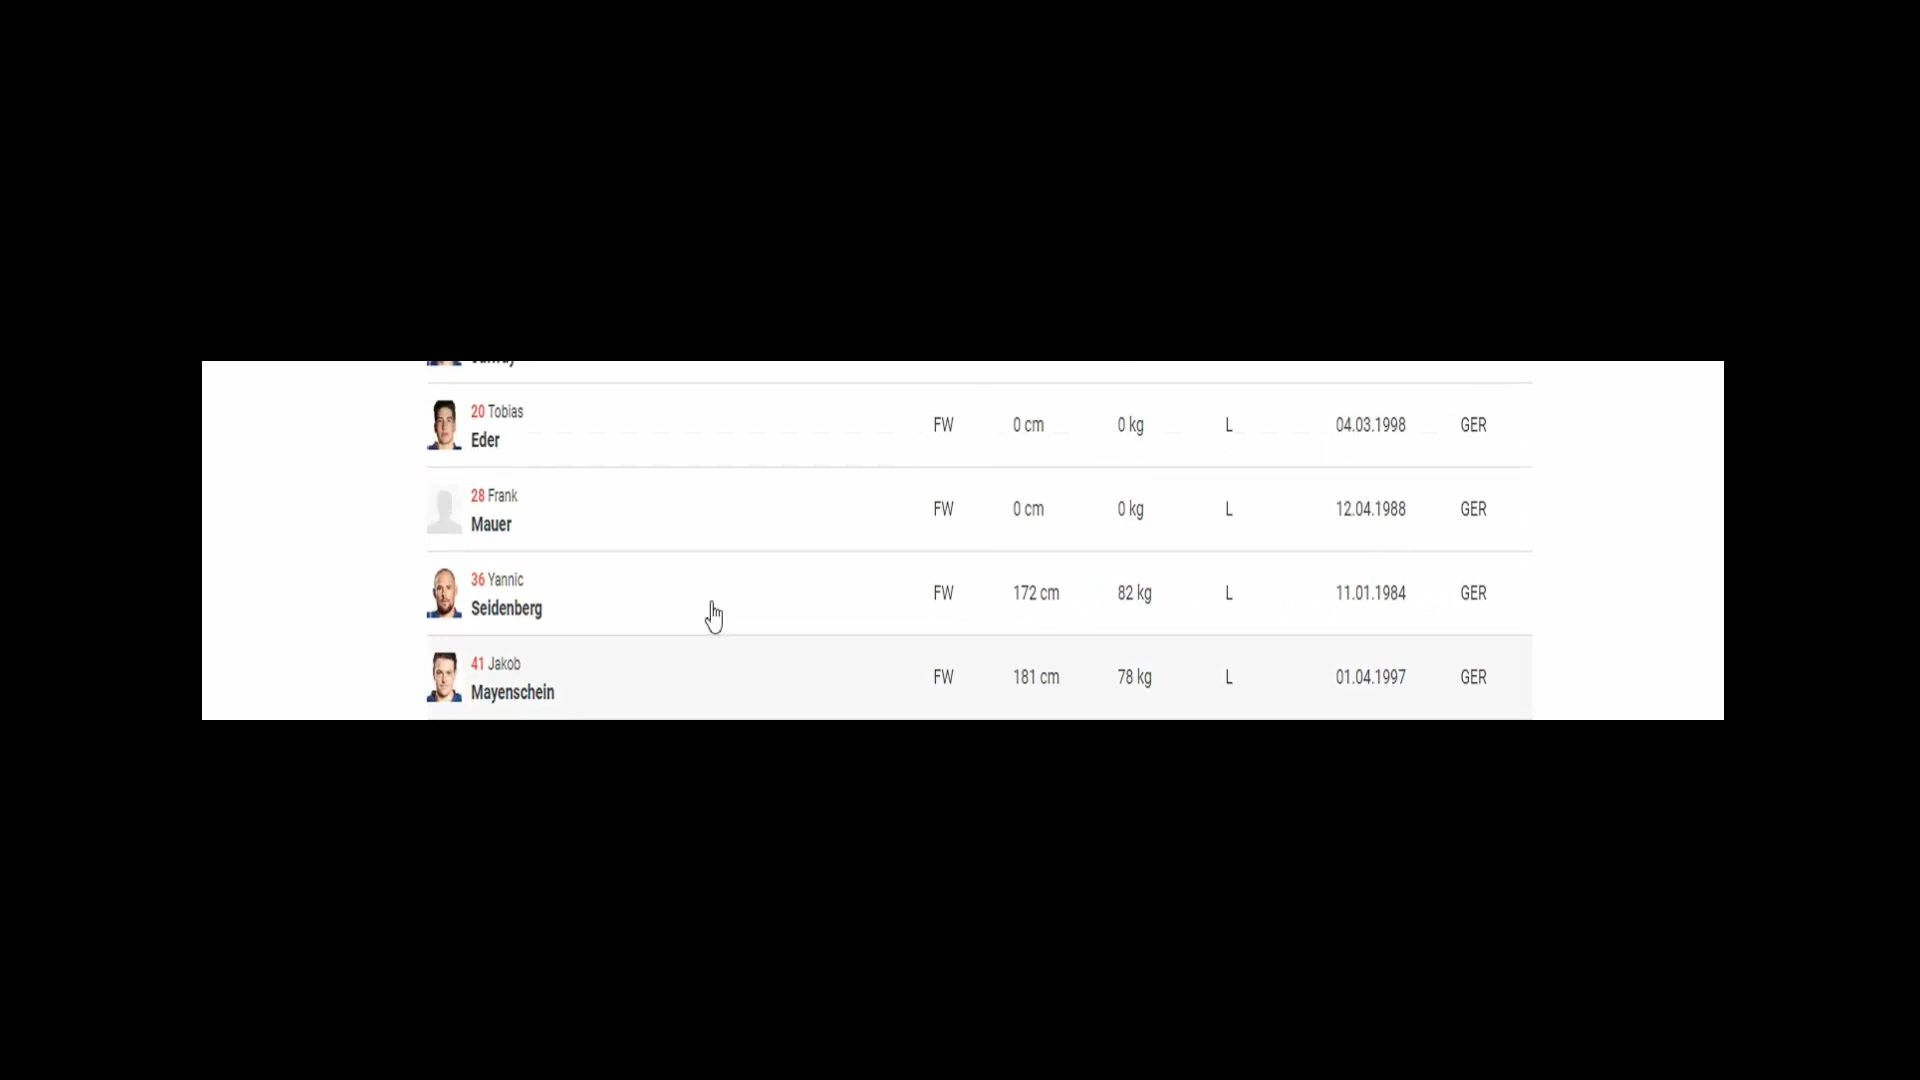 20 Tobias
Eder
FW 0 cm 0 kg L 04.03.1998 GER
28 Frank
Mauer
FW 0 cm 0 kg L 12.04.1988 GER
36 Yannic
Seidenberg
FW 172 cm 82 kg L 11.01.1984 GER
41 Jakob
Mayenschein
FW 181 cm 78 kg L 01.04.1997 GER